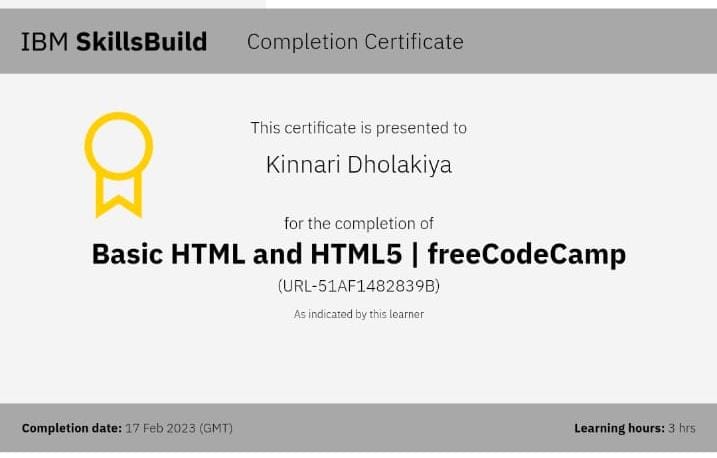 IBM SkillsBuild Completion Certificate
This certificate is presented to
Kinnari Dholakiya
for the completion of
Basic HTML and HTML5 | freeCodeCamp
(URL-51AF1482839B)
As indicated by this learner
Completion date: 17 Feb 2023 (GMT) Learning hours: 3 hrs